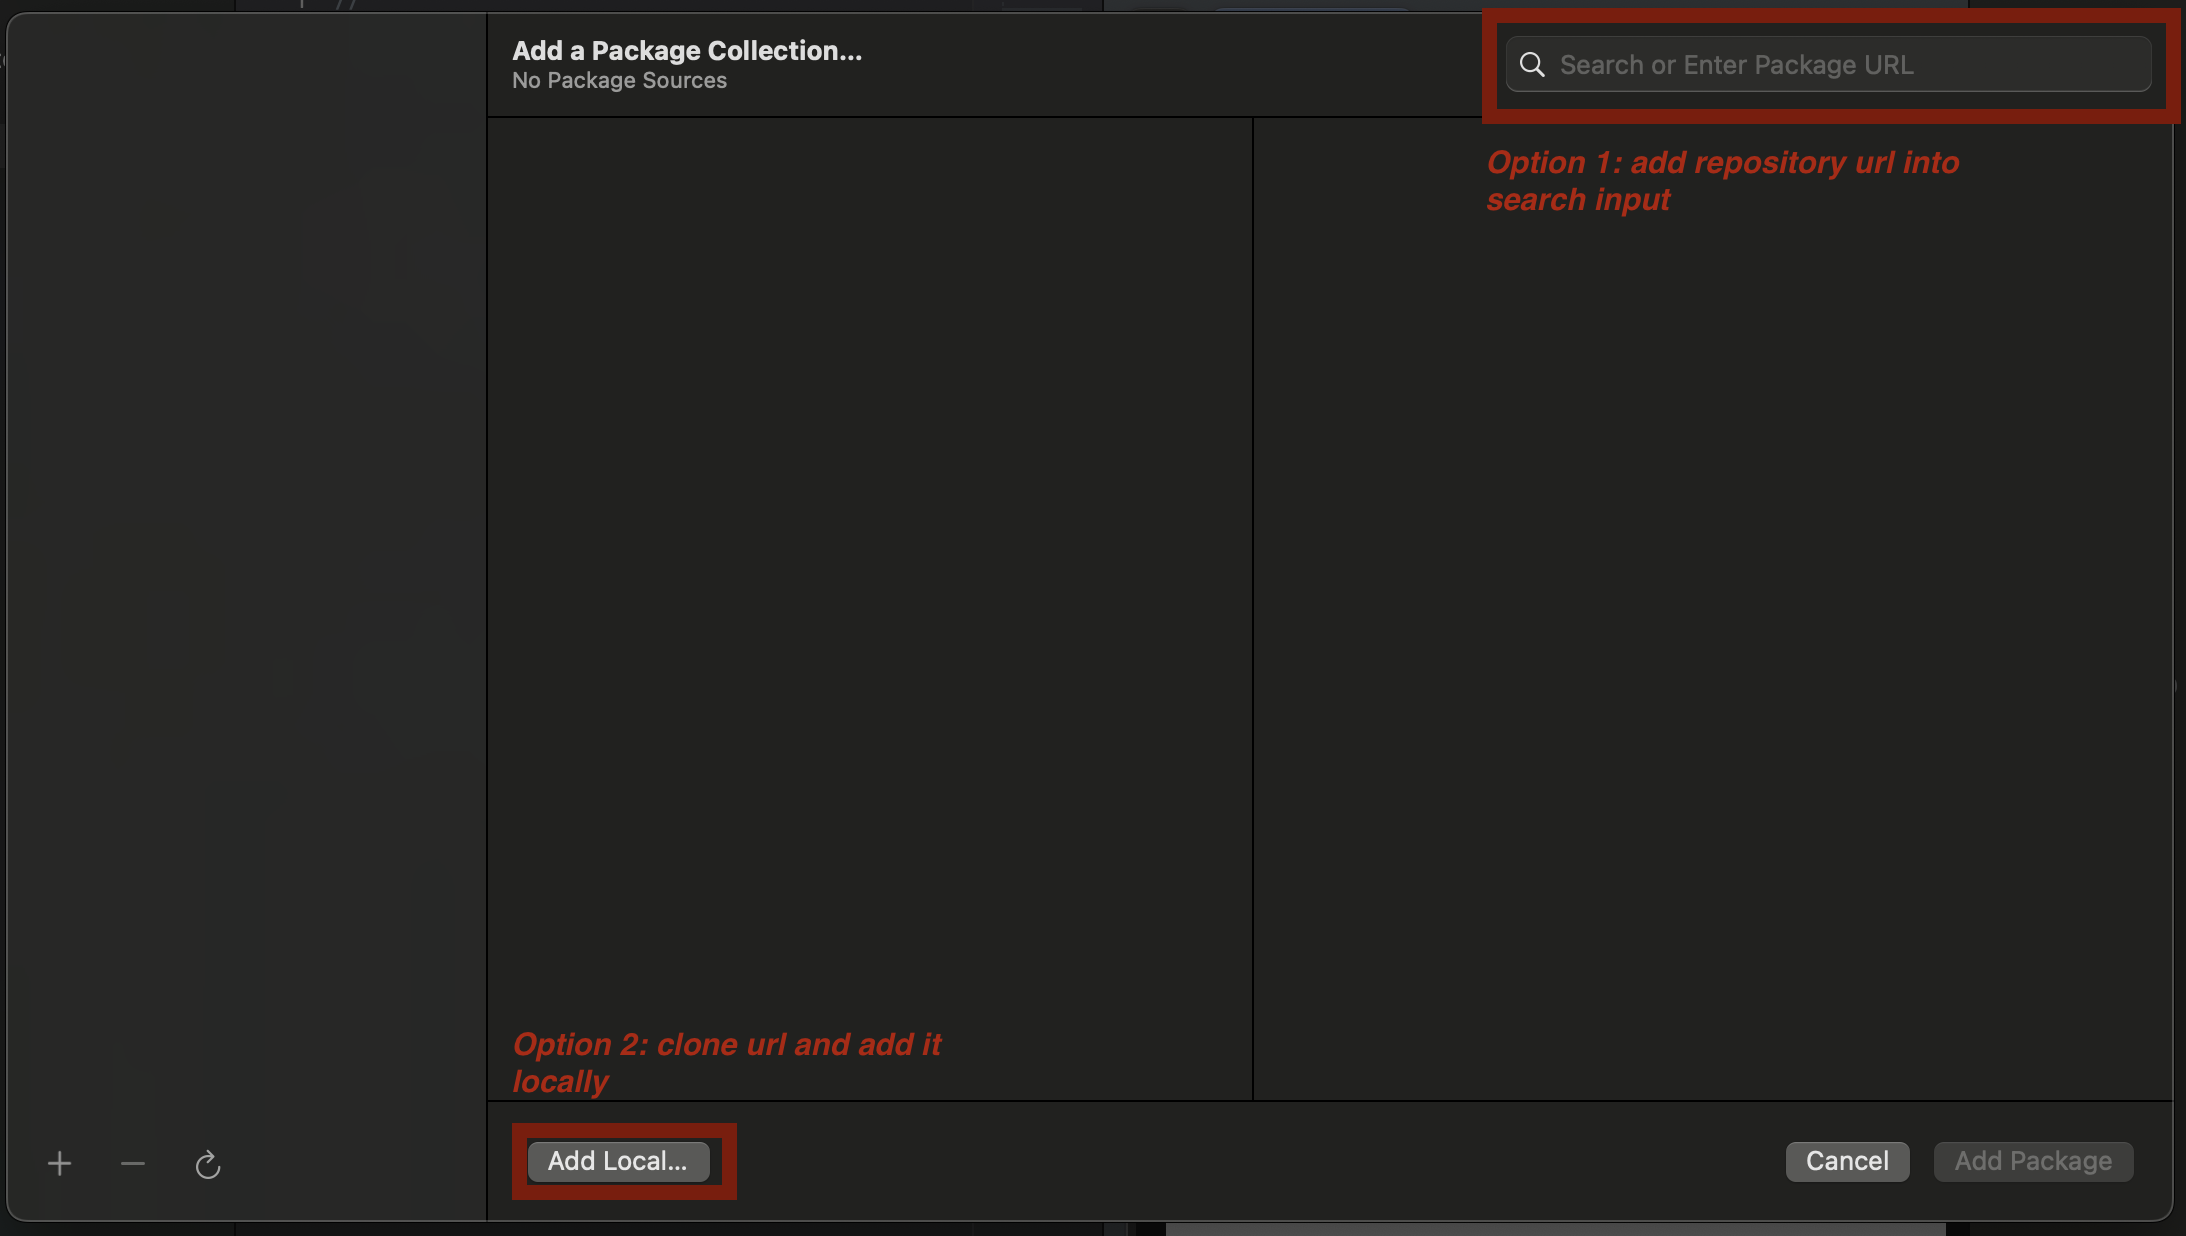 //
Add a Package Collection...
No Package Sources
Search or Enter Package URL
Option 1: add repository url into
search input
Option 2: clone url and add it
locally
Add Local...
Cancel
Add Package